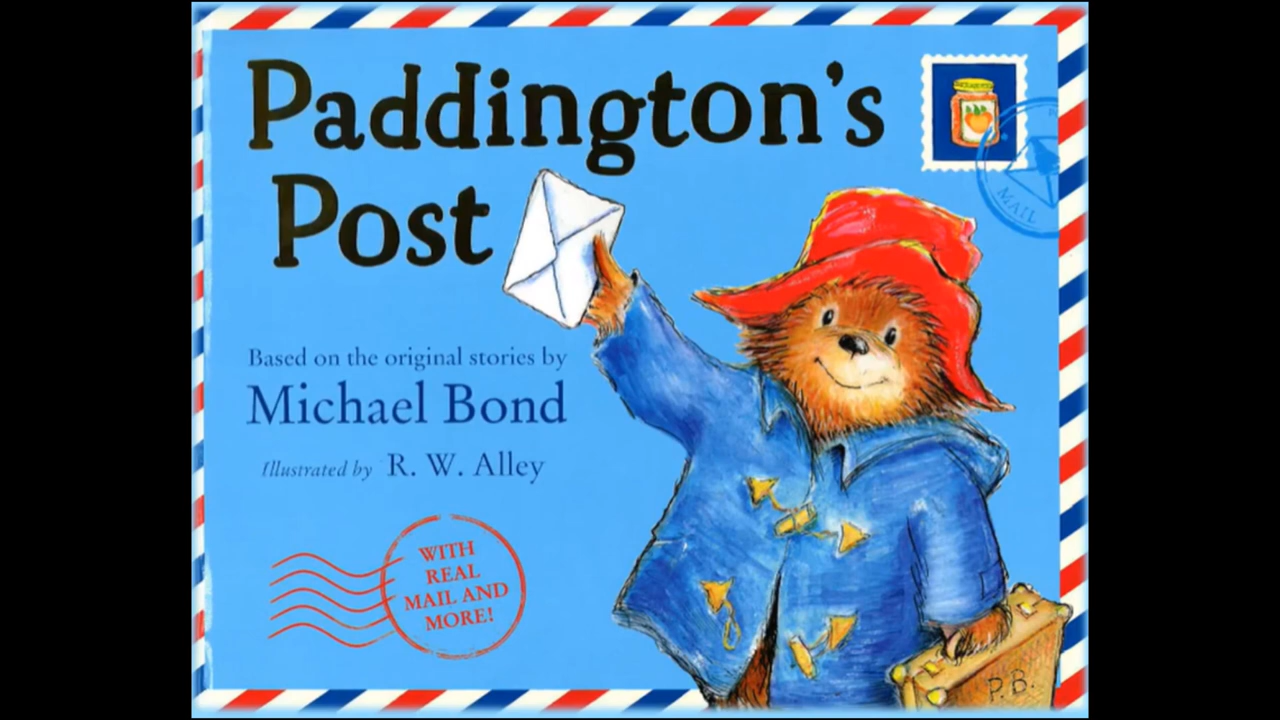 Paddington's
Post
Based on the original stories by
Michael Bond
Illustrated by R. W. Alley
WITH
REAL
MAIL AND
MORE!
MAIL
P.B.